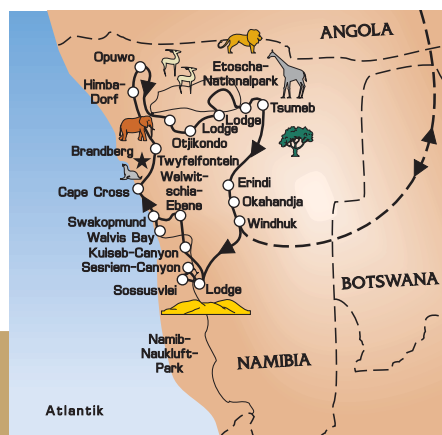 ANGOLA
Opuwo
Etoscha-
Nationalpark
Himba-
Dorf
Tsumeb
Lodge
Lodge
Otjikondo
Brandberg
Twyfelfontein
Welwit-
schia-
Ebene
Erindi
Cape Cross
Okahandja
Swakopmund
Windhuk
Walvis Bay
Kuiseb-Canyon
Sesriem-Canyon
BOTSWANA
Sossusvlei
Lodge
Namib-
Naukluft-
Park
NAMIBIA
Atlantik